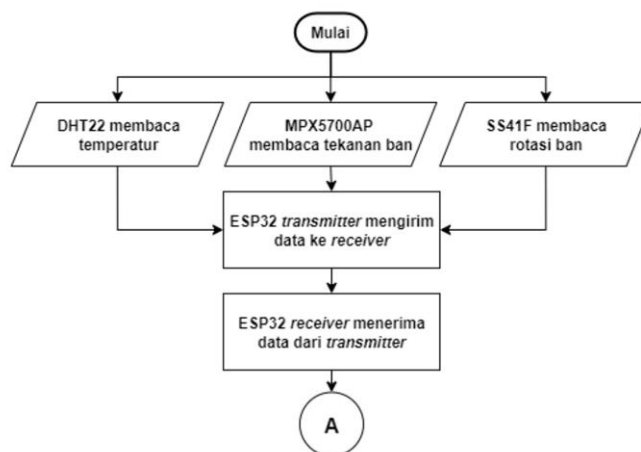 Mulai
DHT22 membaca
temperatur
MPX5700AP
membaca tekanan ban
SS41F membaca
rotasi ban
ESP32 transmitter mengirim
data ke receiver
ESP32 receiver menerima
data dari transmitter
A